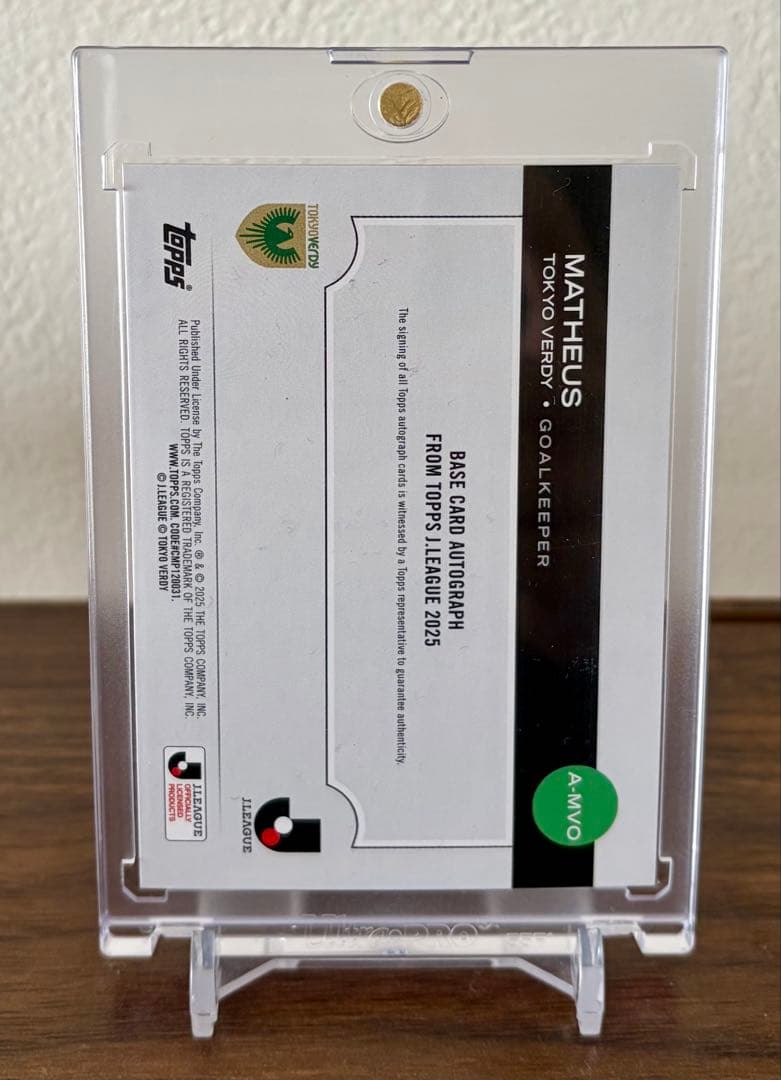 MATHEUS
TOKYO VERDY • GOALKEEPER
A-MVO
BASE CARD AUTOGRAPH
FROM TOPPS J.LEAGUE 2025
The signing of all Topps autograph cards is witnessed by a Topps representative to guarantee authenticity.
TOKYO VERDY
J.LEAGUE
topps®
Published Under License by The Topps Company, Inc. ® & © 2025 THE TOPPS COMPANY, INC.
ALL RIGHTS RESERVED. TOPPS IS A REGISTERED TRADEMARK OF THE TOPPS COMPANY, INC.
WWW.TOPPS.COM. CODE#CMP120031.
© J.LEAGUE © TOKYO VERDY
J.LEAGUE
OFFICIALLY
LICENSED
PRODUCTS